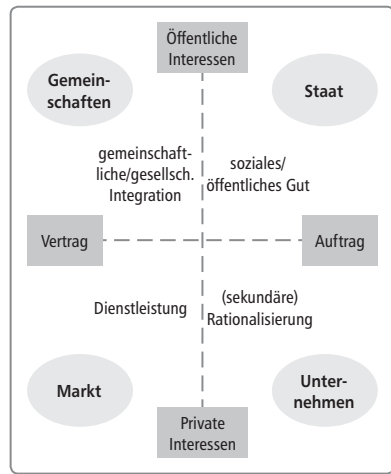 Öffentliche
Interessen
Gemein-
schaften
Staat
gemeinschaft-
liche/gesellsch.
Integration
soziales/
öffentliches Gut
Vertrag
Auftrag
Dienstleistung
(sekundäre)
Rationalisierung
Markt
Unter-
nehmen
Private
Interessen